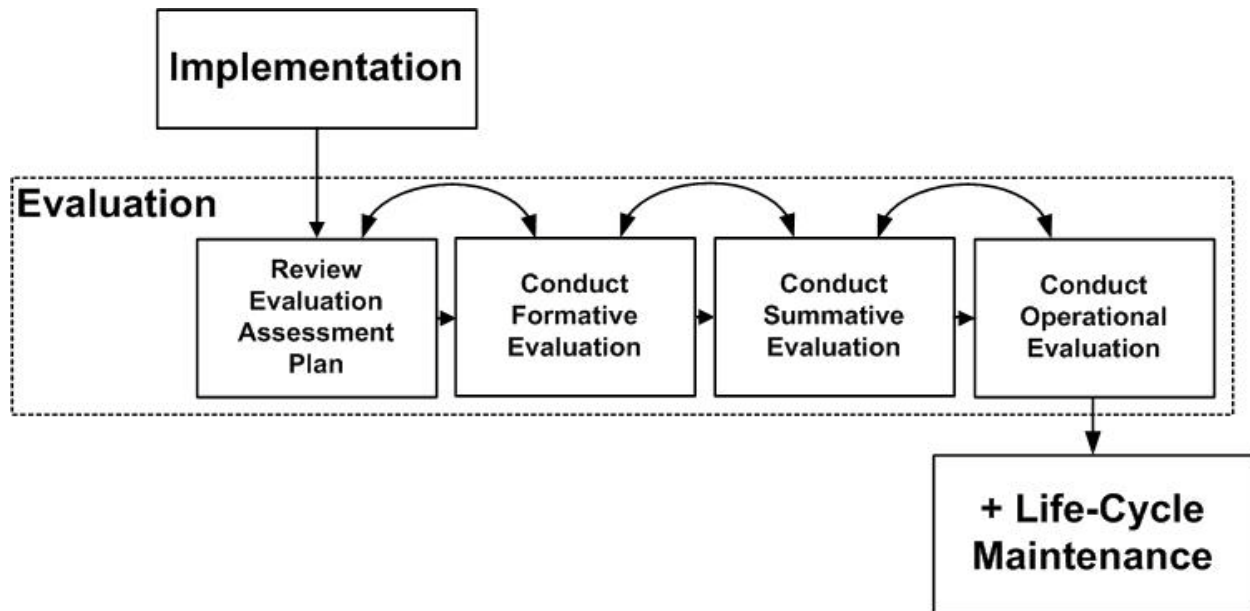 Implementation
Evaluation
Review
Evaluation
Assessment
Plan
Conduct
Formative
Evaluation
Conduct
Summative
Evaluation
Conduct
Operational
Evaluation
+ Life-Cycle
Maintenance